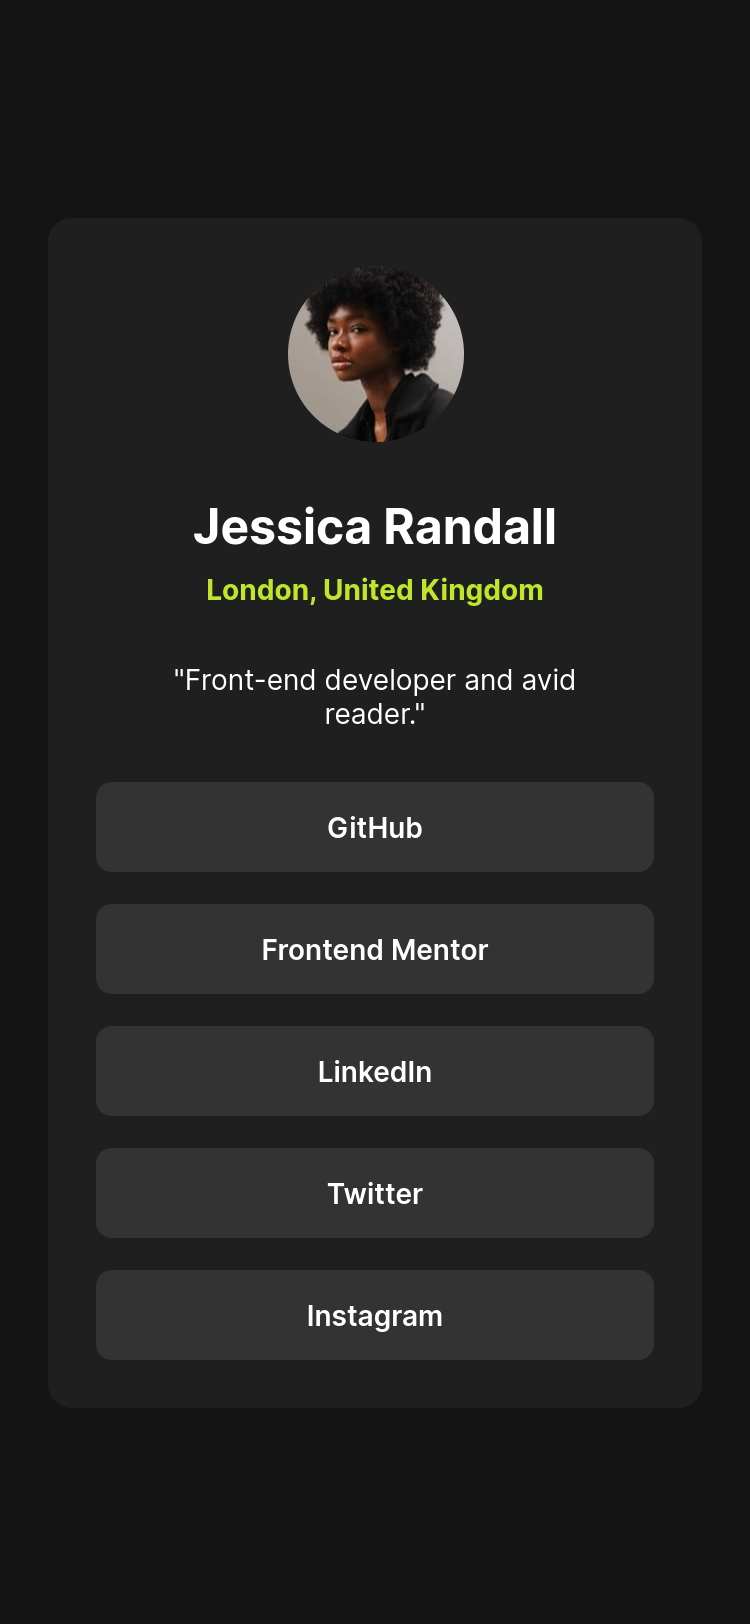 Jessica Randall
London, United Kingdom
"Front-end developer and avid
reader."
GitHub
Frontend Mentor
LinkedIn
Twitter
Instagram